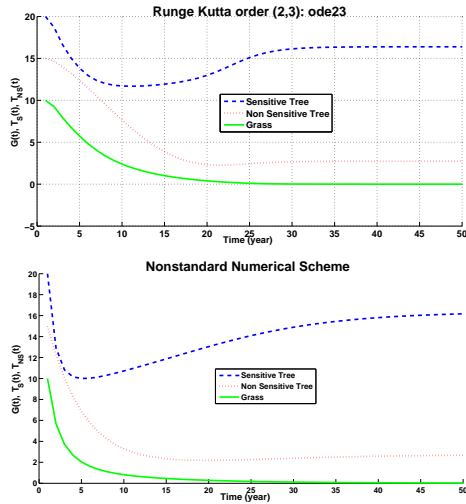 Runge Kutta order (2,3): ode23
G(t), T_S(t), T_NS(t)
20
15
10
5
0
−5
Sensitive Tree
Non Sensitive Tree
Grass
0 5 10 15 20 25 30 35 40 45 50
Time (year)
Nonstandard Numerical Scheme
G(t), T_S(t), T_NS(t)
20
18
16
14
12
10
8
6
4
2
0
Sensitive Tree
Non Sensitive Tree
Grass
0 5 10 15 20 25 30 35 40 45 50
Time (year)